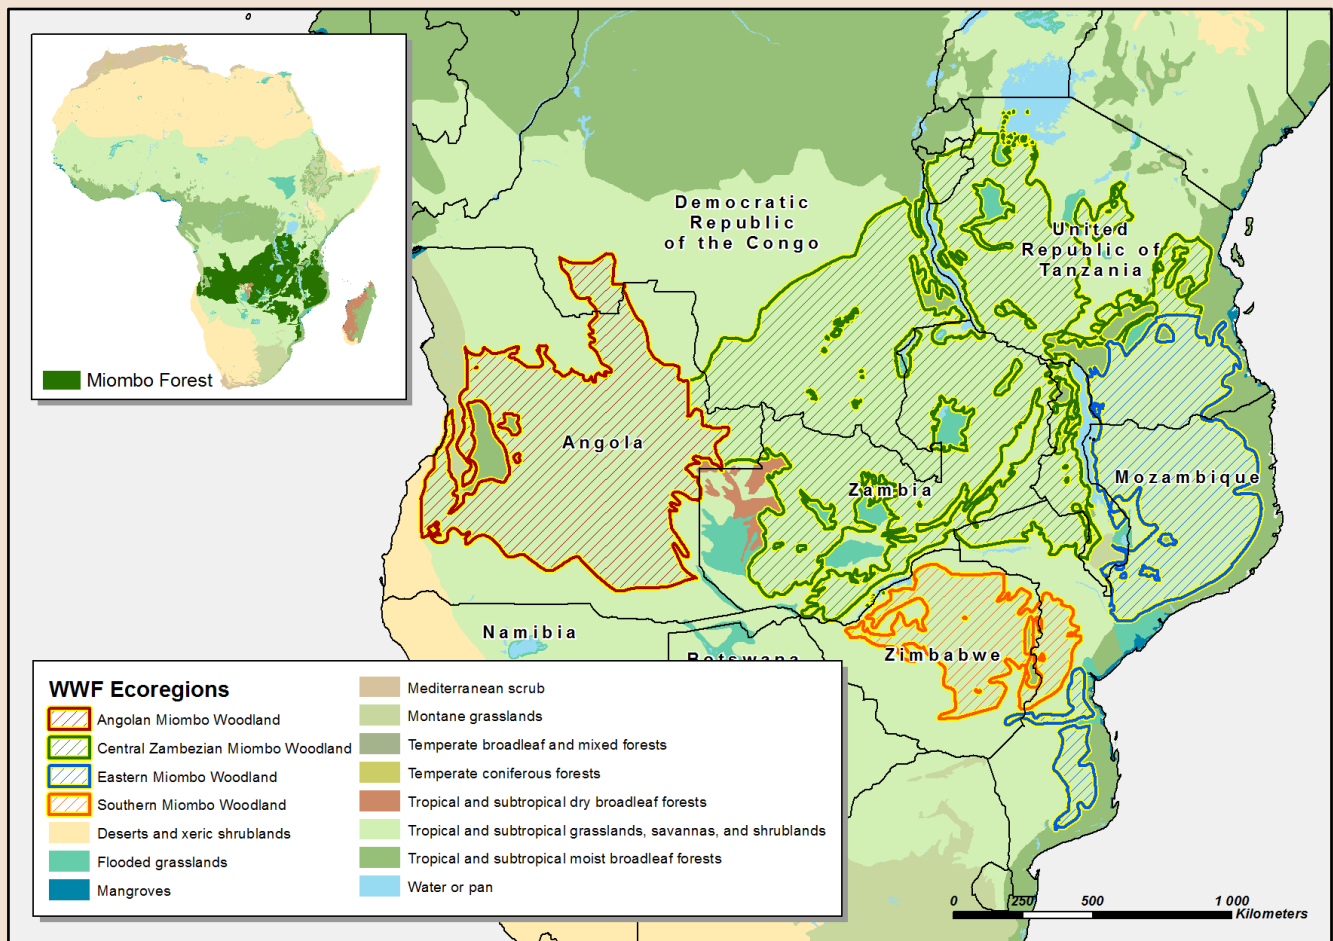 Miombo Forest
Democratic
Republic
of the Congo
United
Republic of
Tanzania
Angola
Zambia
Mozambique
Namibia
Botswana
Zimbabwe
WWF Ecoregions
Angolan Miombo Woodland
Central Zambezian Miombo Woodland
Eastern Miombo Woodland
Southern Miombo Woodland
Deserts and xeric shrublands
Flooded grasslands
Mangroves
Mediterranean scrub
Montane grasslands
Temperate broadleaf and mixed forests
Temperate coniferous forests
Tropical and subtropical dry broadleaf forests
Tropical and subtropical grasslands, savannas, and shrublands
Tropical and subtropical moist broadleaf forests
Water or pan
0 250 500 1 000
Kilometers